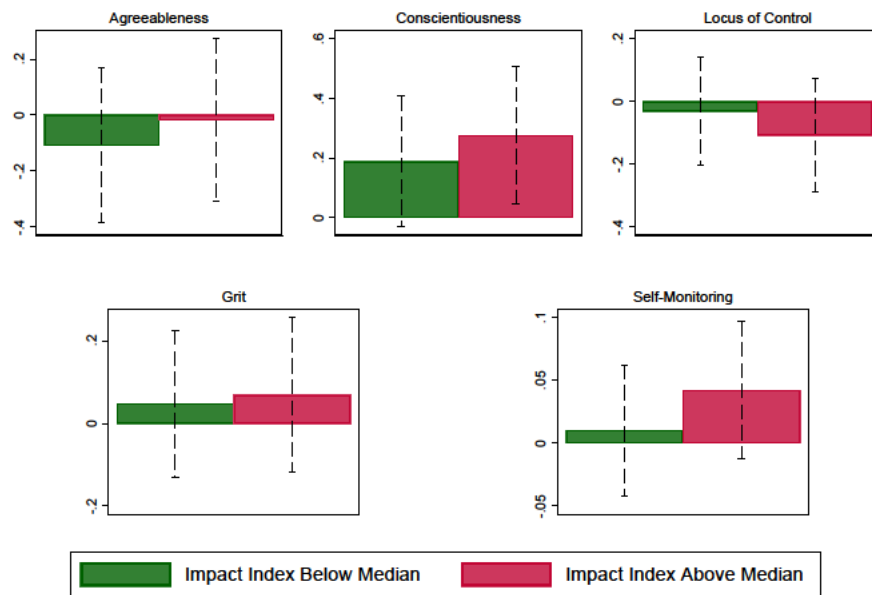 Agreeableness
.2
0
-.2
-.4
Conscientiousness
.6
.4
.2
0
Locus of Control
.2
0
-.2
-.4
Grit
.2
0
-.2
Self-Monitoring
.1
.05
0
-.05
Impact Index Below Median
Impact Index Above Median